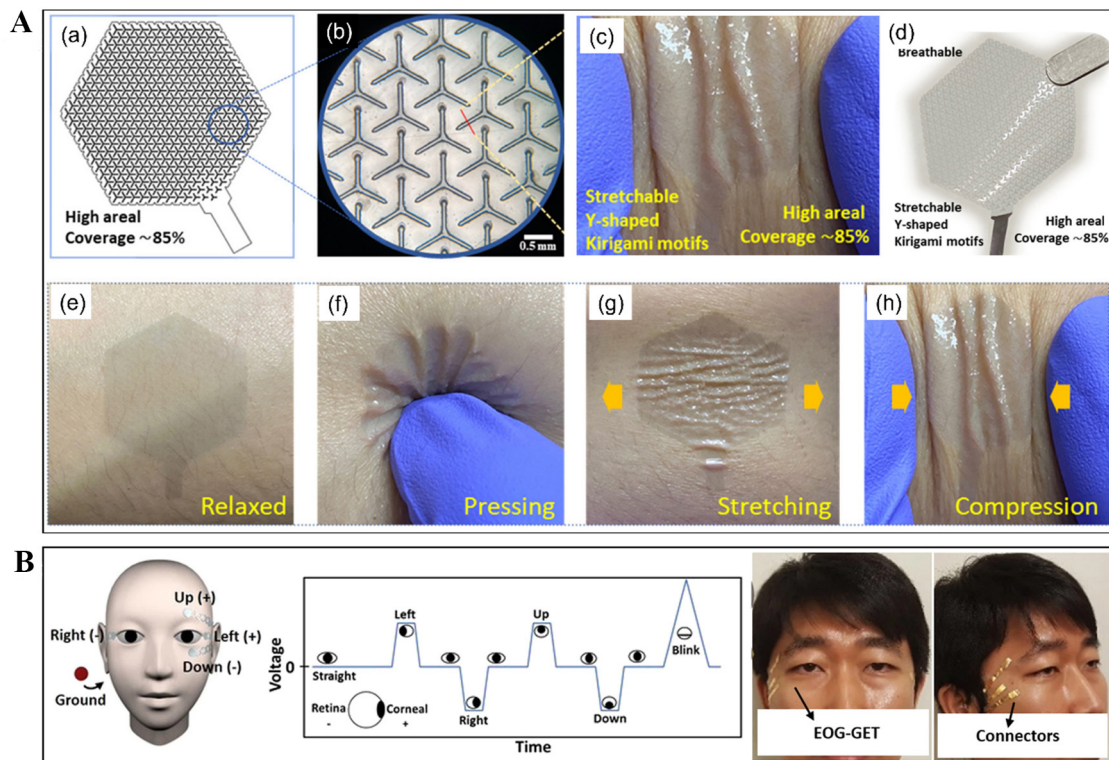 A
(a)
High areal
Coverage ~85%
(b)
0.5 mm
(c)
Stretchable
Y-shaped
Kirigami motifs
High areal
Coverage ~85%
(d)
Breathable
Stretchable
Y-shaped
Kirigami motifs
High areal
Coverage ~85%
(e)
Relaxed
(f)
Pressing
(g)
Stretching
(h)
Compression
B
Up (+)
Right (-)
Left (+)
Down (-)
Ground
Voltage
0
Straight
Left
Right
Up
Down
Blink
Retina
-
Corneal
+
Time
EOG-GET
Connectors